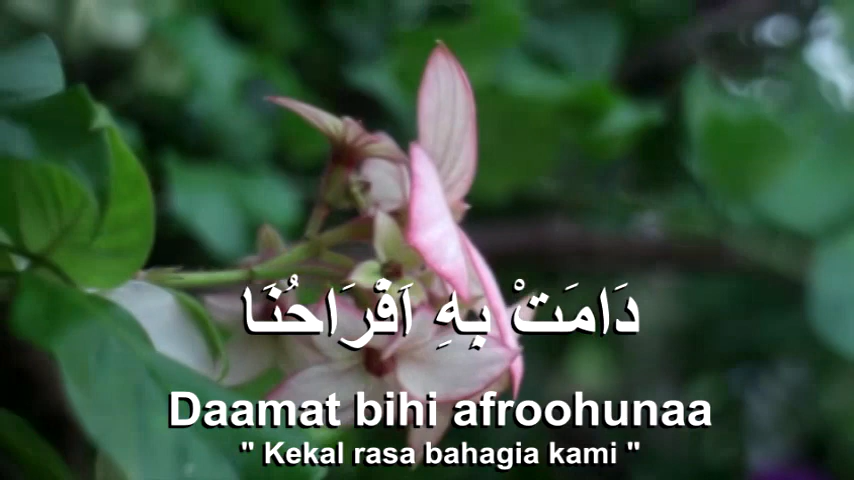 دَامَتْ بِهِ اَفْرَاحُنَا
Daamat bihi afroohunaa
" Kekal rasa bahagia kami "